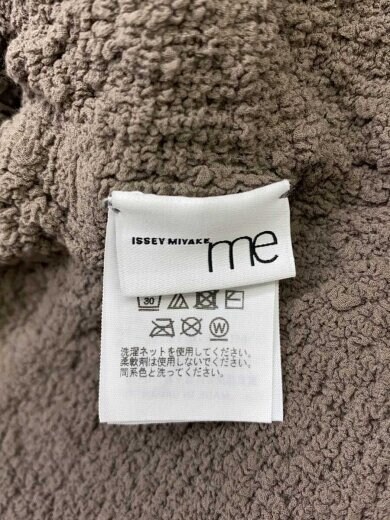 ISSEY MIYAKE me
30
W
洗濯ネットを使用してください。
柔軟剤は使用しないでください。
同系色と洗ってください。